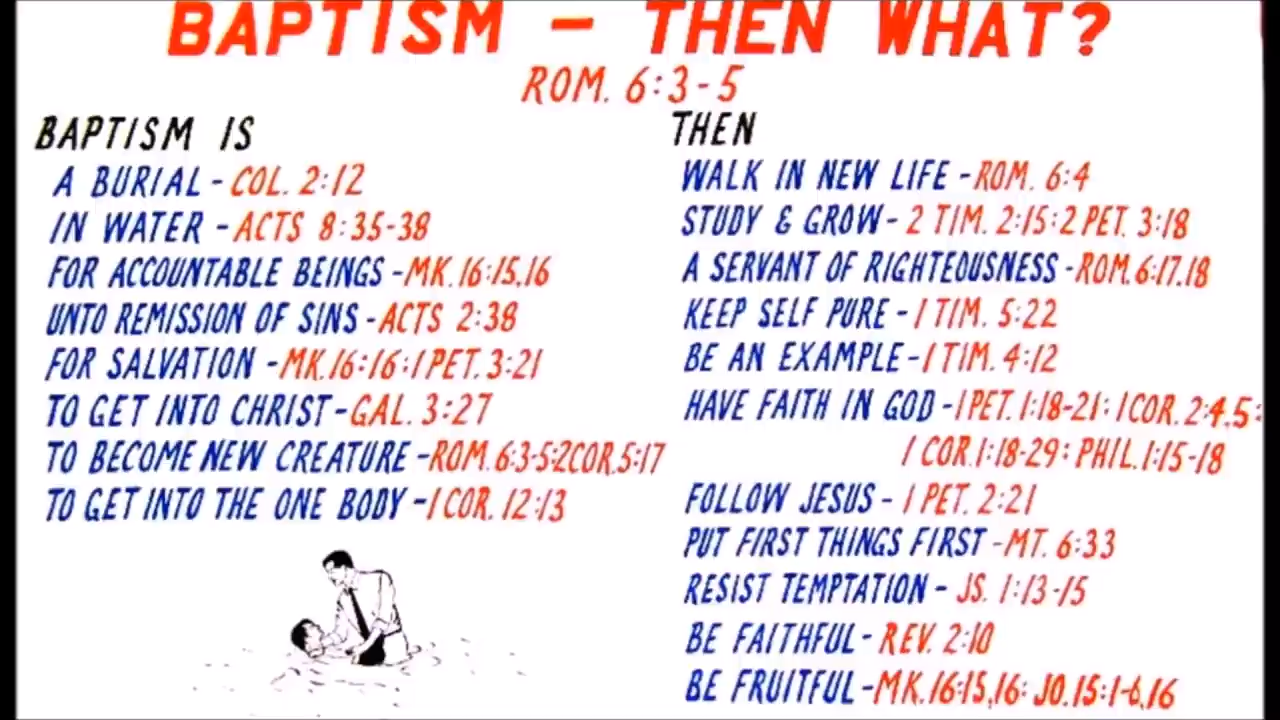 BAPTISM - THEN WHAT?
ROM. 6:3-5
BAPTISM IS
A BURIAL - COL. 2:12
IN WATER - ACTS 8:35-38
FOR ACCOUNTABLE BEINGS - MK. 16:15,16
UNTO REMISSION OF SINS - ACTS 2:38
FOR SALVATION - MK. 16:16: 1 PET. 3:21
TO GET INTO CHRIST - GAL. 3:27
TO BECOME NEW CREATURE - ROM. 6:3-5: 2 COR. 5:17
TO GET INTO THE ONE BODY - 1 COR. 12:13
THEN
WALK IN NEW LIFE - ROM. 6:4
STUDY & GROW - 2 TIM. 2:15: 2 PET. 3:18
A SERVANT OF RIGHTEOUSNESS - ROM. 6:17.18
KEEP SELF PURE - 1 TIM. 5:22
BE AN EXAMPLE - 1 TIM. 4:12
HAVE FAITH IN GOD - 1 PET. 1:18-21: 1 COR. 2:4.5:
1 COR. 1:18-29: PHIL. 1:15-18
FOLLOW JESUS - 1 PET. 2:21
PUT FIRST THINGS FIRST - MT. 6:33
RESIST TEMPTATION - JS. 1:13-15
BE FAITHFUL - REV. 2:10
BE FRUITFUL - MK. 16:15,16: JO. 15:1-6,16